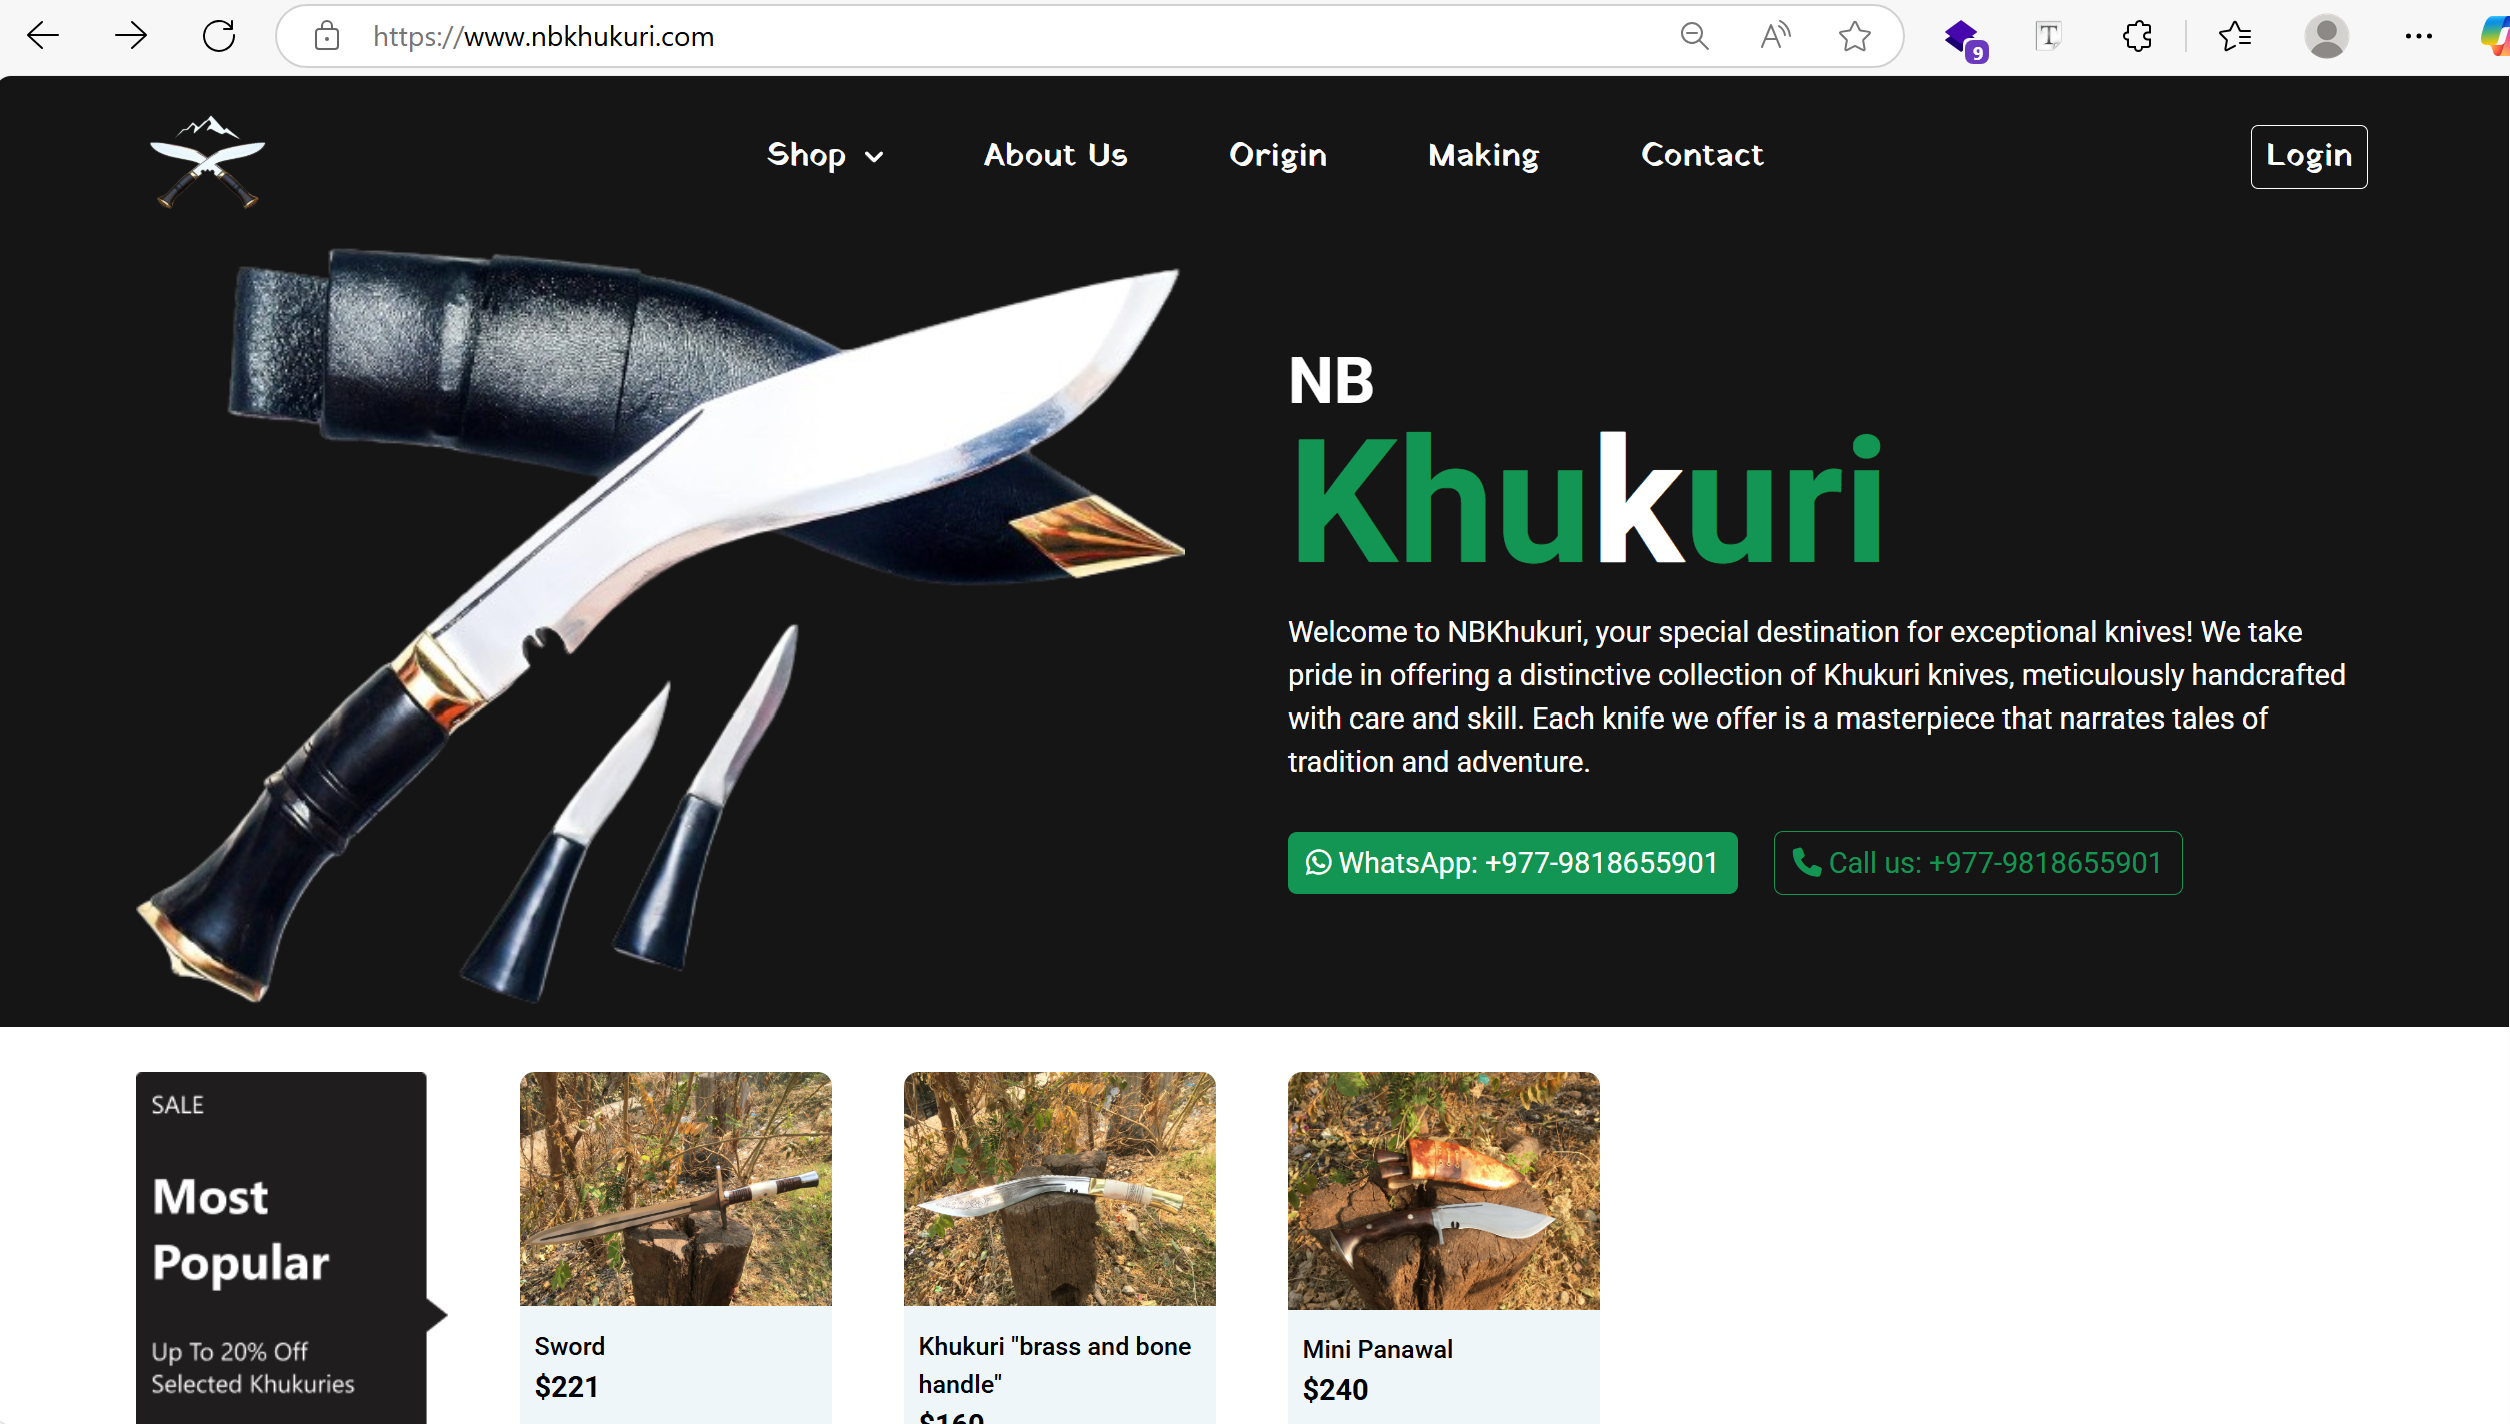 https://www.nbkhukuri.com
9
Shop
About Us
Origin
Making
Contact
Login
NB
Khukuri
Welcome to NBKhukuri, your special destination for exceptional knives! We take
pride in offering a distinctive collection of Khukuri knives, meticulously handcrafted
with care and skill. Each knife we offer is a masterpiece that narrates tales of
tradition and adventure.
WhatsApp: +977-9818655901
Call us: +977-9818655901
SALE
Most
Popular
Up To 20% Off
Selected Khukuries
Sword
$221
Khukuri "brass and bone
handle"
$160
Mini Panawal
$240